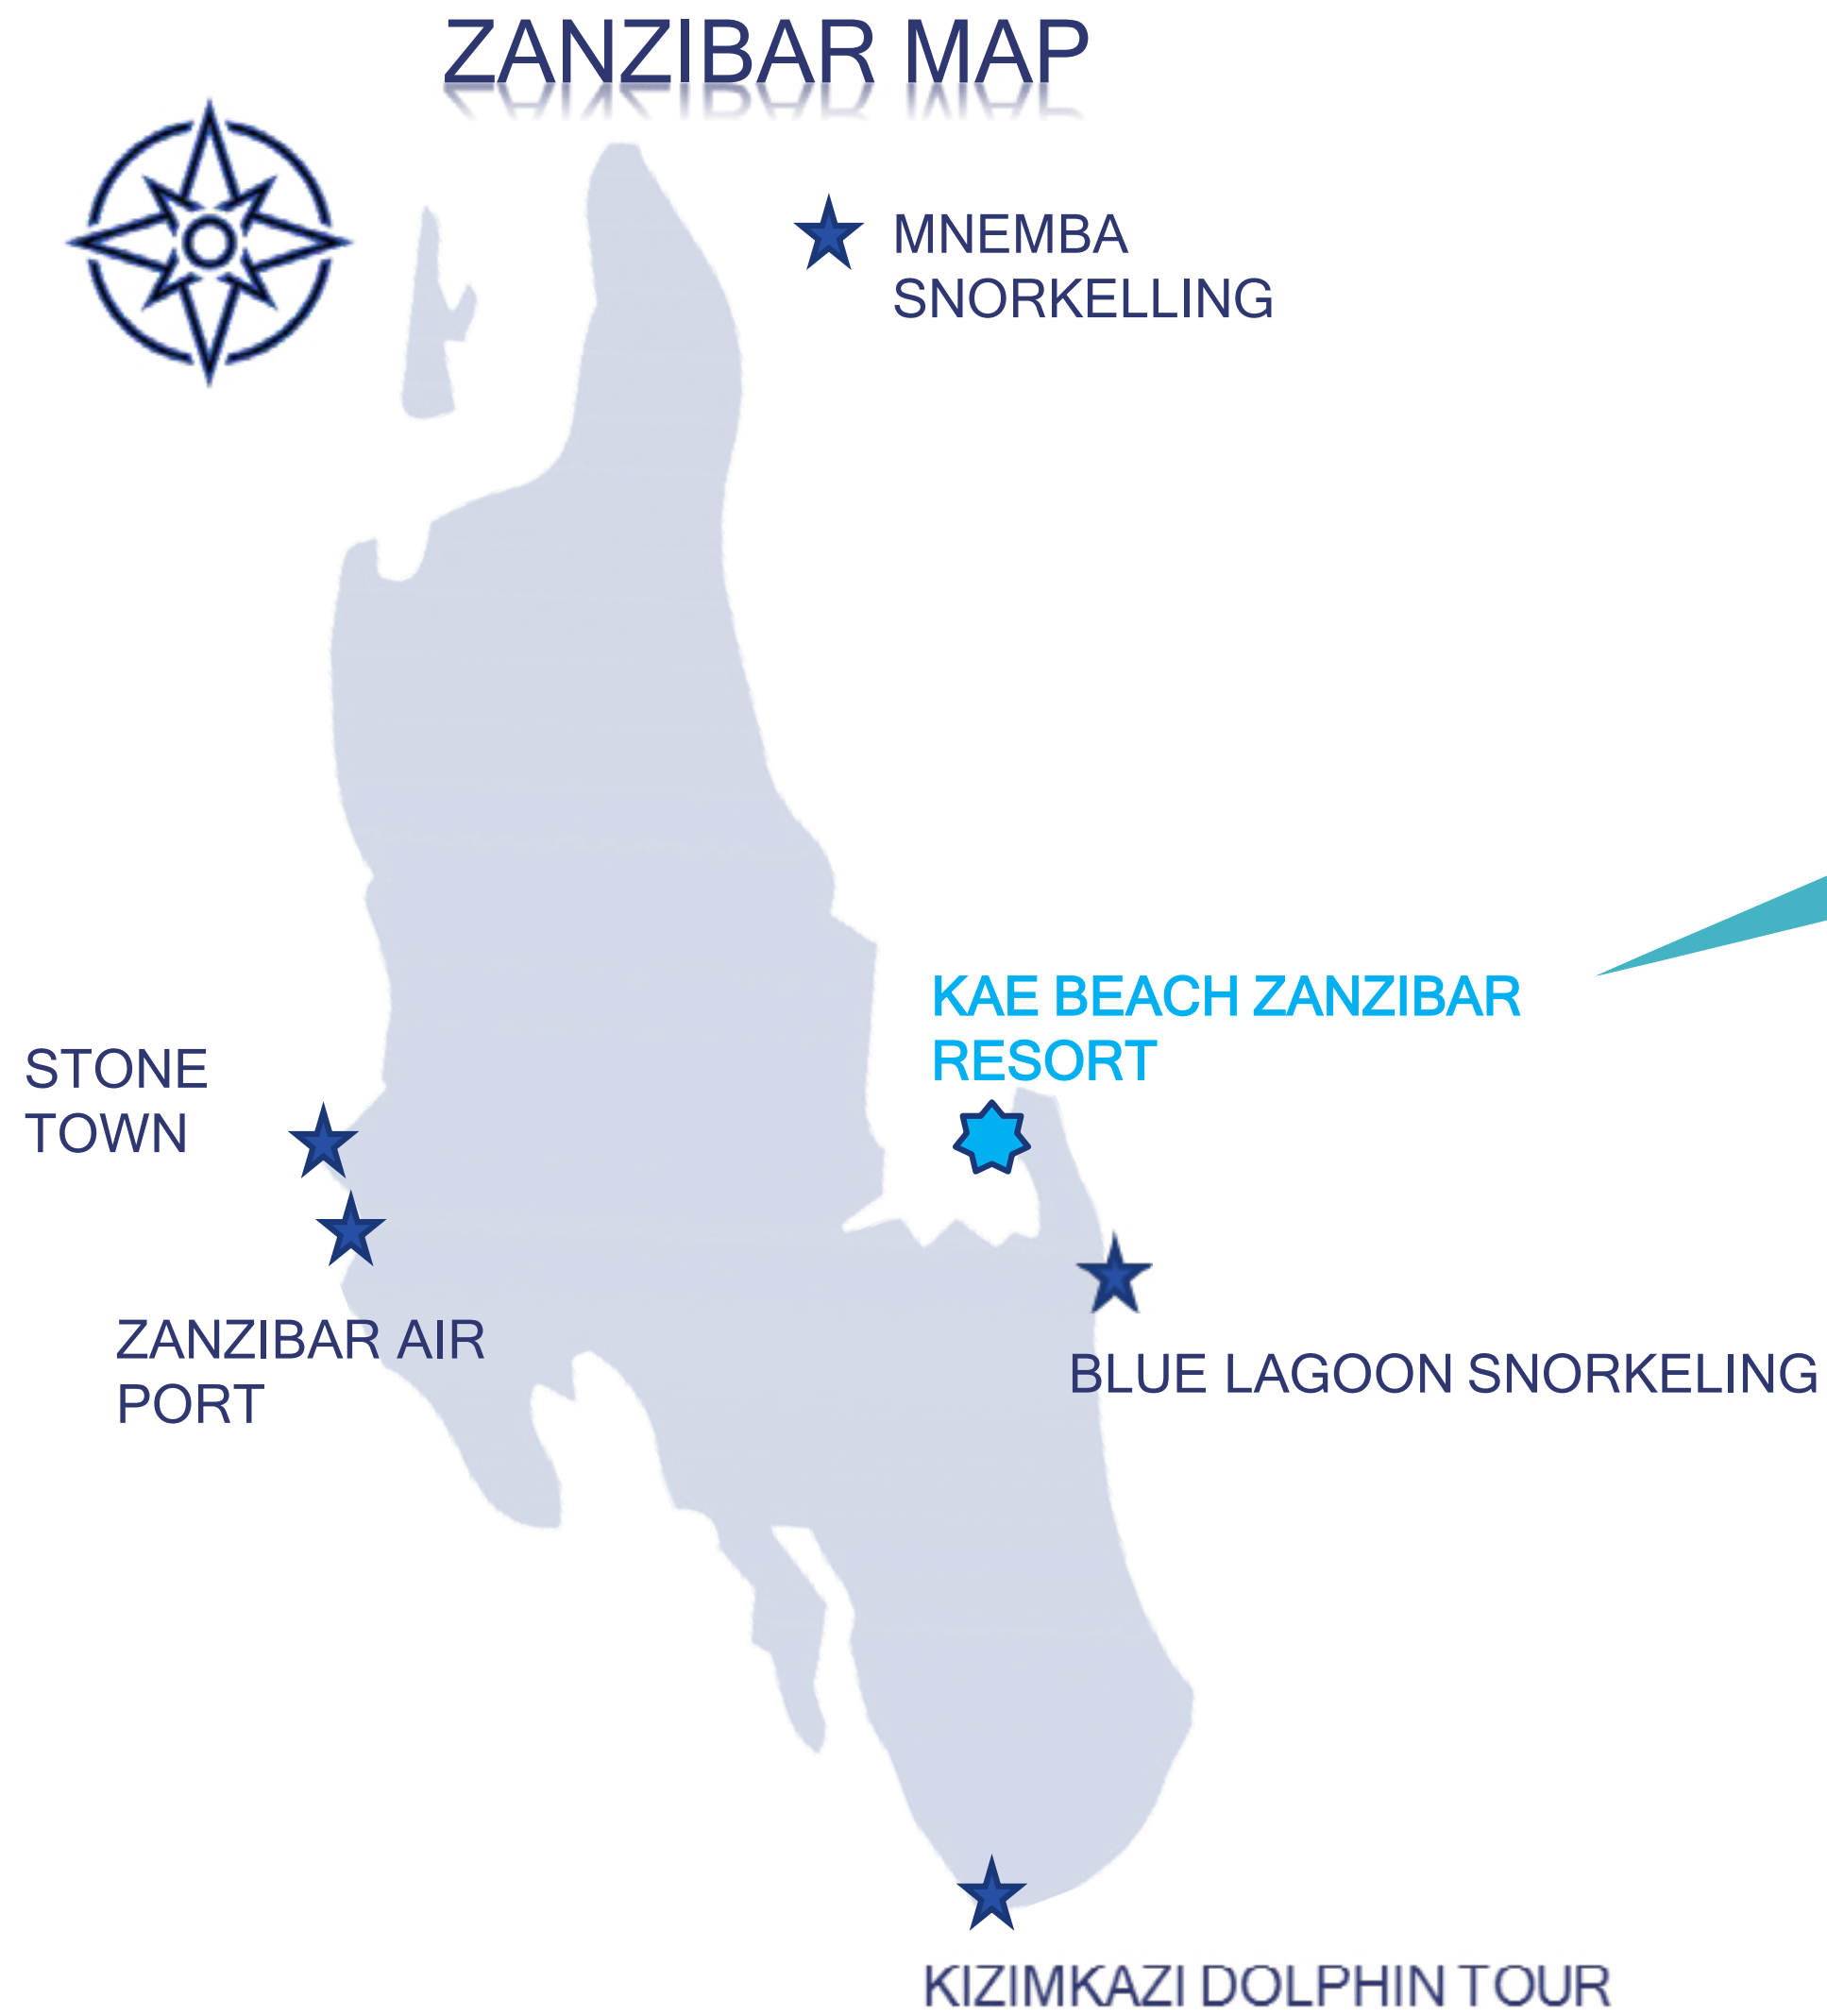 ZANZIBAR MAP
MNEMBA
SNORKELLING
KAE BEACH ZANZIBAR
RESORT
STONE
TOWN
ZANZIBAR AIR
PORT
BLUE LAGOON SNORKELING
KIZIMKAZI DOLPHIN TOUR